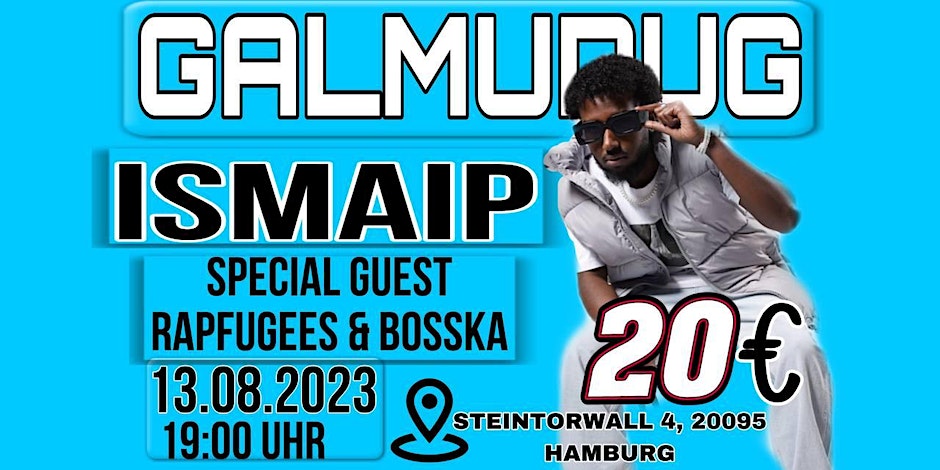 GALMUDUG
ISMAIP
SPECIAL GUEST
RAPFUGEES & BOSSKA
13.08.2023
19:00 UHR
20€
STEINTORWALL 4, 20095
HAMBURG